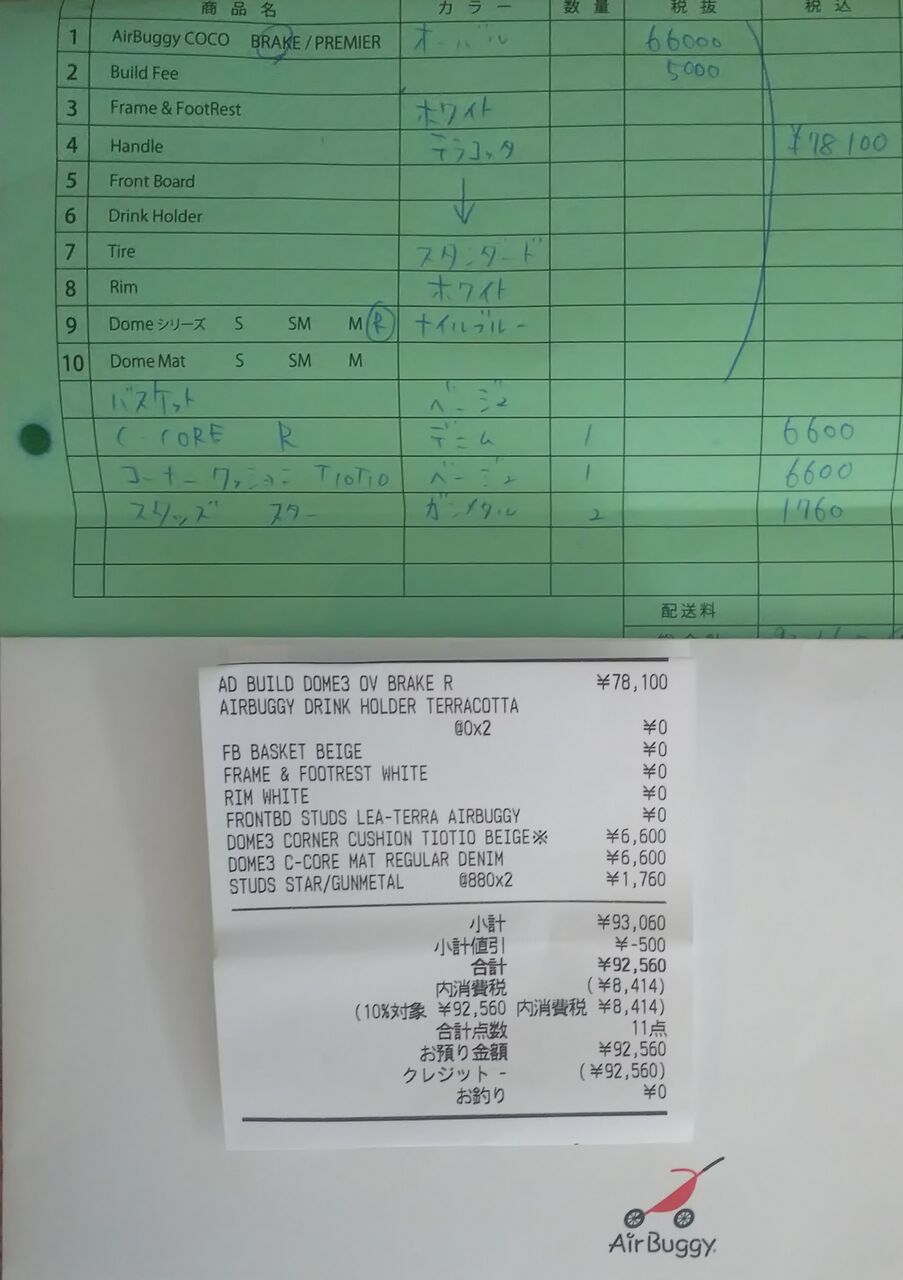 商品名 カラー 数量 税抜 税込
1 AirBuggy COCO BRAKE / PREMIER オーバル 66000
2 Build Fee 5000
3 Frame & FootRest ホワイト
4 Handle テラコッタ ¥78100
5 Front Board ↓
6 Drink Holder
7 Tire スタンダード
8 Rim ホワイト
9 Dome シリーズ S SM M R ナイルブルー
10 Dome Mat S SM M
バスケット ベージュ
C-CORE R デニム 1 6600
コーナークッション TIOTIO ベージュ 1 6600
スタッズ スター ガンメタル 2 1760
配送料
AD BUILD DOME3 OV BRAKE R ¥78,100
AIRBUGGY DRINK HOLDER TERRACOTTA
@0x2 ¥0
FB BASKET BEIGE ¥0
FRAME & FOOTREST WHITE ¥0
RIM WHITE ¥0
FRONTBD STUDS LEA-TERRA AIRBUGGY ¥0
DOME3 CORNER CUSHION TIOTIO BEIGE※ ¥6,600
DOME3 C-CORE MAT REGULAR DENIM ¥6,600
STUDS STAR/GUNMETAL @880x2 ¥1,760
小計 ¥93,060
小計値引 ¥-500
合計 ¥92,560
内消費税 (¥8,414)
(10%対象 ¥92,560 内消費税 ¥8,414)
合計点数 11点
お預り金額 ¥92,560
クレジット - (¥92,560)
お釣り ¥0
AirBuggy.